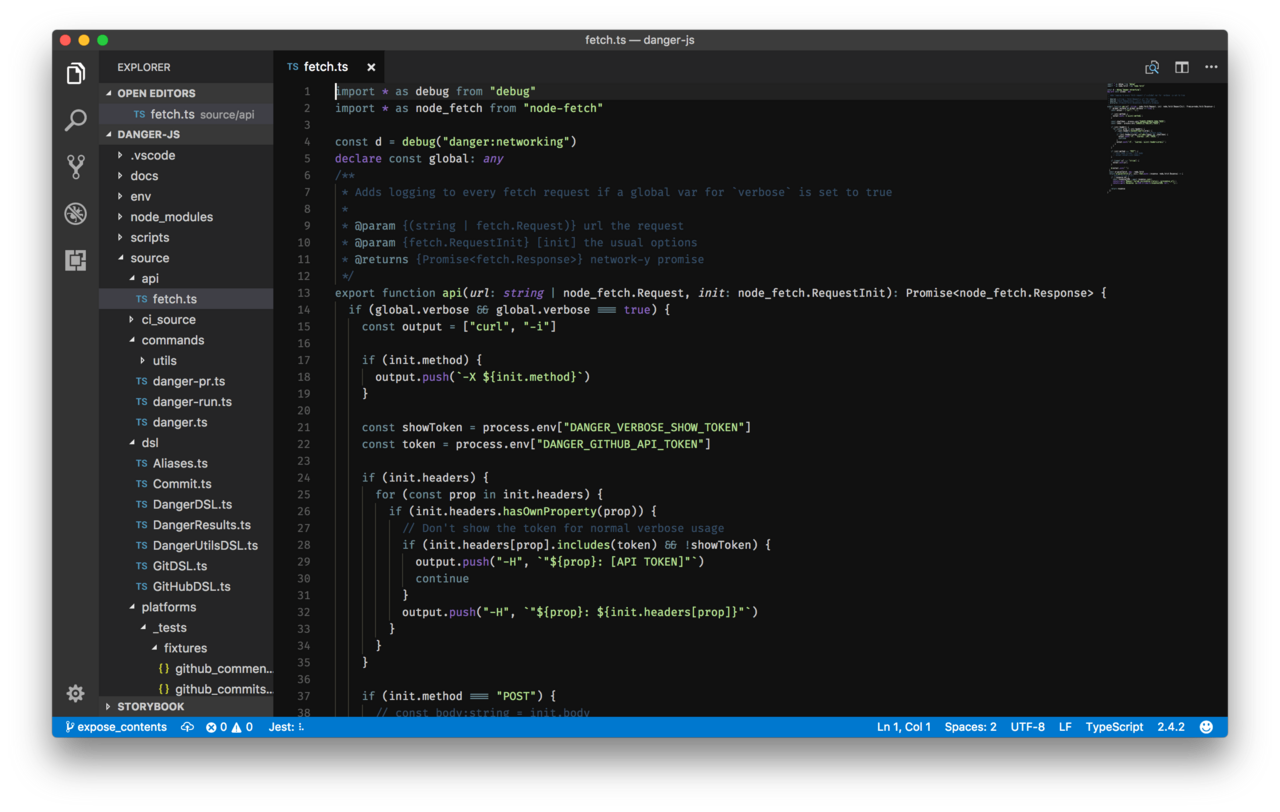 fetch.ts — danger-js
EXPLORER
OPEN EDITORS
TS fetch.ts source/api
DANGER-JS
.vscode
docs
env
node_modules
scripts
source
api
TS fetch.ts
ci_source
commands
utils
TS danger-pr.ts
TS danger-run.ts
TS danger.ts
dsl
TS Aliases.ts
TS Commit.ts
TS DangerDSL.ts
TS DangerResults.ts
TS DangerUtilsDSL.ts
TS GitDSL.ts
TS GitHubDSL.ts
platforms
_tests
fixtures
{} github_commen...
{} github_commits...
STORYBOOK
TS fetch.ts ×
1 import * as debug from "debug"
2 import * as node_fetch from "node-fetch"
3
4 const d = debug("danger:networking")
5 declare const global: any
6 /**
7 * Adds logging to every fetch request if a global var for `verbose` is set to true
8 *
9 * @param {(string | fetch.Request)} url the request
10 * @param {fetch.RequestInit} [init] the usual options
11 * @returns {Promise<fetch.Response>} network-y promise
12 */
13 export function api(url: string | node_fetch.Request, init: node_fetch.RequestInit): Promise<node_fetch.Response> {
14 if (global.verbose && global.verbose === true) {
15 const output = ["curl", "-i"]
16
17 if (init.method) {
18 output.push(`-X ${init.method}`)
19 }
20
21 const showToken = process.env["DANGER_VERBOSE_SHOW_TOKEN"]
22 const token = process.env["DANGER_GITHUB_API_TOKEN"]
23
24 if (init.headers) {
25 for (const prop in init.headers) {
26 if (init.headers.hasOwnProperty(prop)) {
27 // Don't show the token for normal verbose usage
28 if (init.headers[prop].includes(token) && !showToken) {
29 output.push("-H", `"${prop}: [API TOKEN]"`)
30 continue
31 }
32 output.push("-H", `"${prop}: ${init.headers[prop]}"`)
33 }
34 }
35 }
36
37 if (init.method === "POST") {
38 // const body:string = init.body
expose_contents 0 0 Jest:
Ln 1, Col 1 Spaces: 2 UTF-8 LF TypeScript 2.4.2